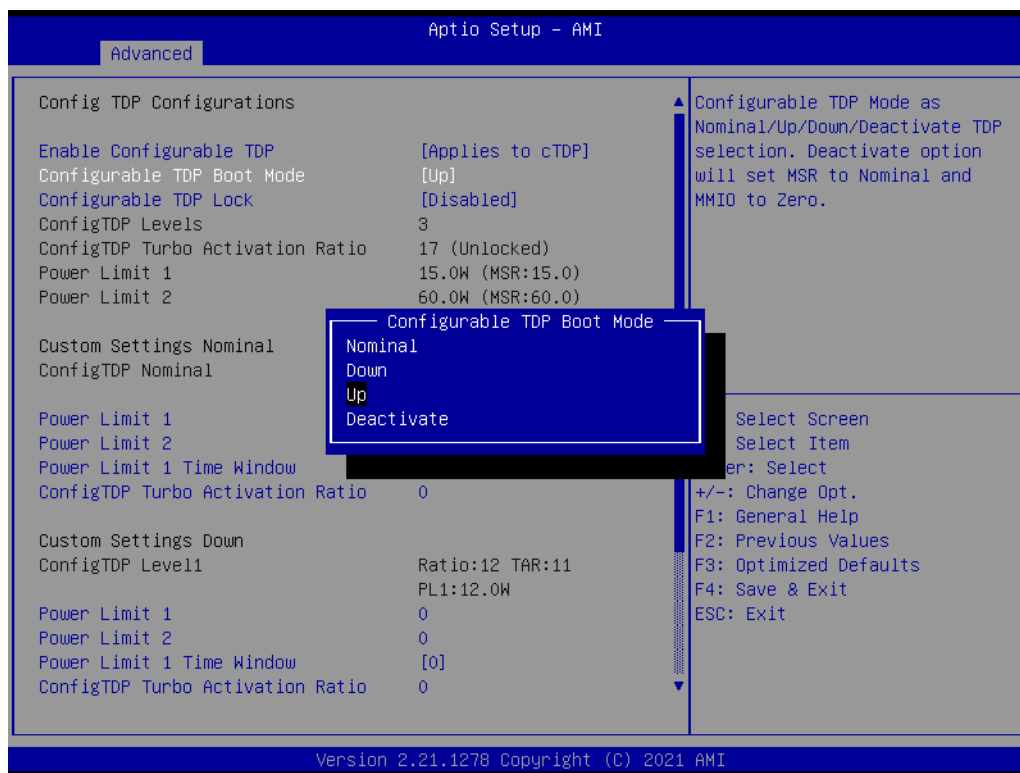 Aptio Setup – AMI
Advanced
Config TDP Configurations
Enable Configurable TDP [Applies to cTDP]
Configurable TDP Boot Mode [Up]
Configurable TDP Lock [Disabled]
ConfigTDP Levels 3
ConfigTDP Turbo Activation Ratio 17 (Unlocked)
Power Limit 1 15.0W (MSR:15.0)
Power Limit 2 60.0W (MSR:60.0)
Custom Settings Nominal
ConfigTDP Nominal
Power Limit 1
Power Limit 2
Power Limit 1 Time Window
ConfigTDP Turbo Activation Ratio 0
Custom Settings Down
ConfigTDP Level1 Ratio:12 TAR:11
PL1:12.0W
Power Limit 1 0
Power Limit 2 0
Power Limit 1 Time Window [0]
ConfigTDP Turbo Activation Ratio 0
Configurable TDP Boot Mode
Nominal
Down
Up
Deactivate
Configurable TDP Mode as
Nominal/Up/Down/Deactivate TDP
selection. Deactivate option
will set MSR to Nominal and
MMIO to Zero.
Select Screen
Select Item
er: Select
+/-: Change Opt.
F1: General Help
F2: Previous Values
F3: Optimized Defaults
F4: Save & Exit
ESC: Exit
Version 2.21.1278 Copyright (C) 2021 AMI